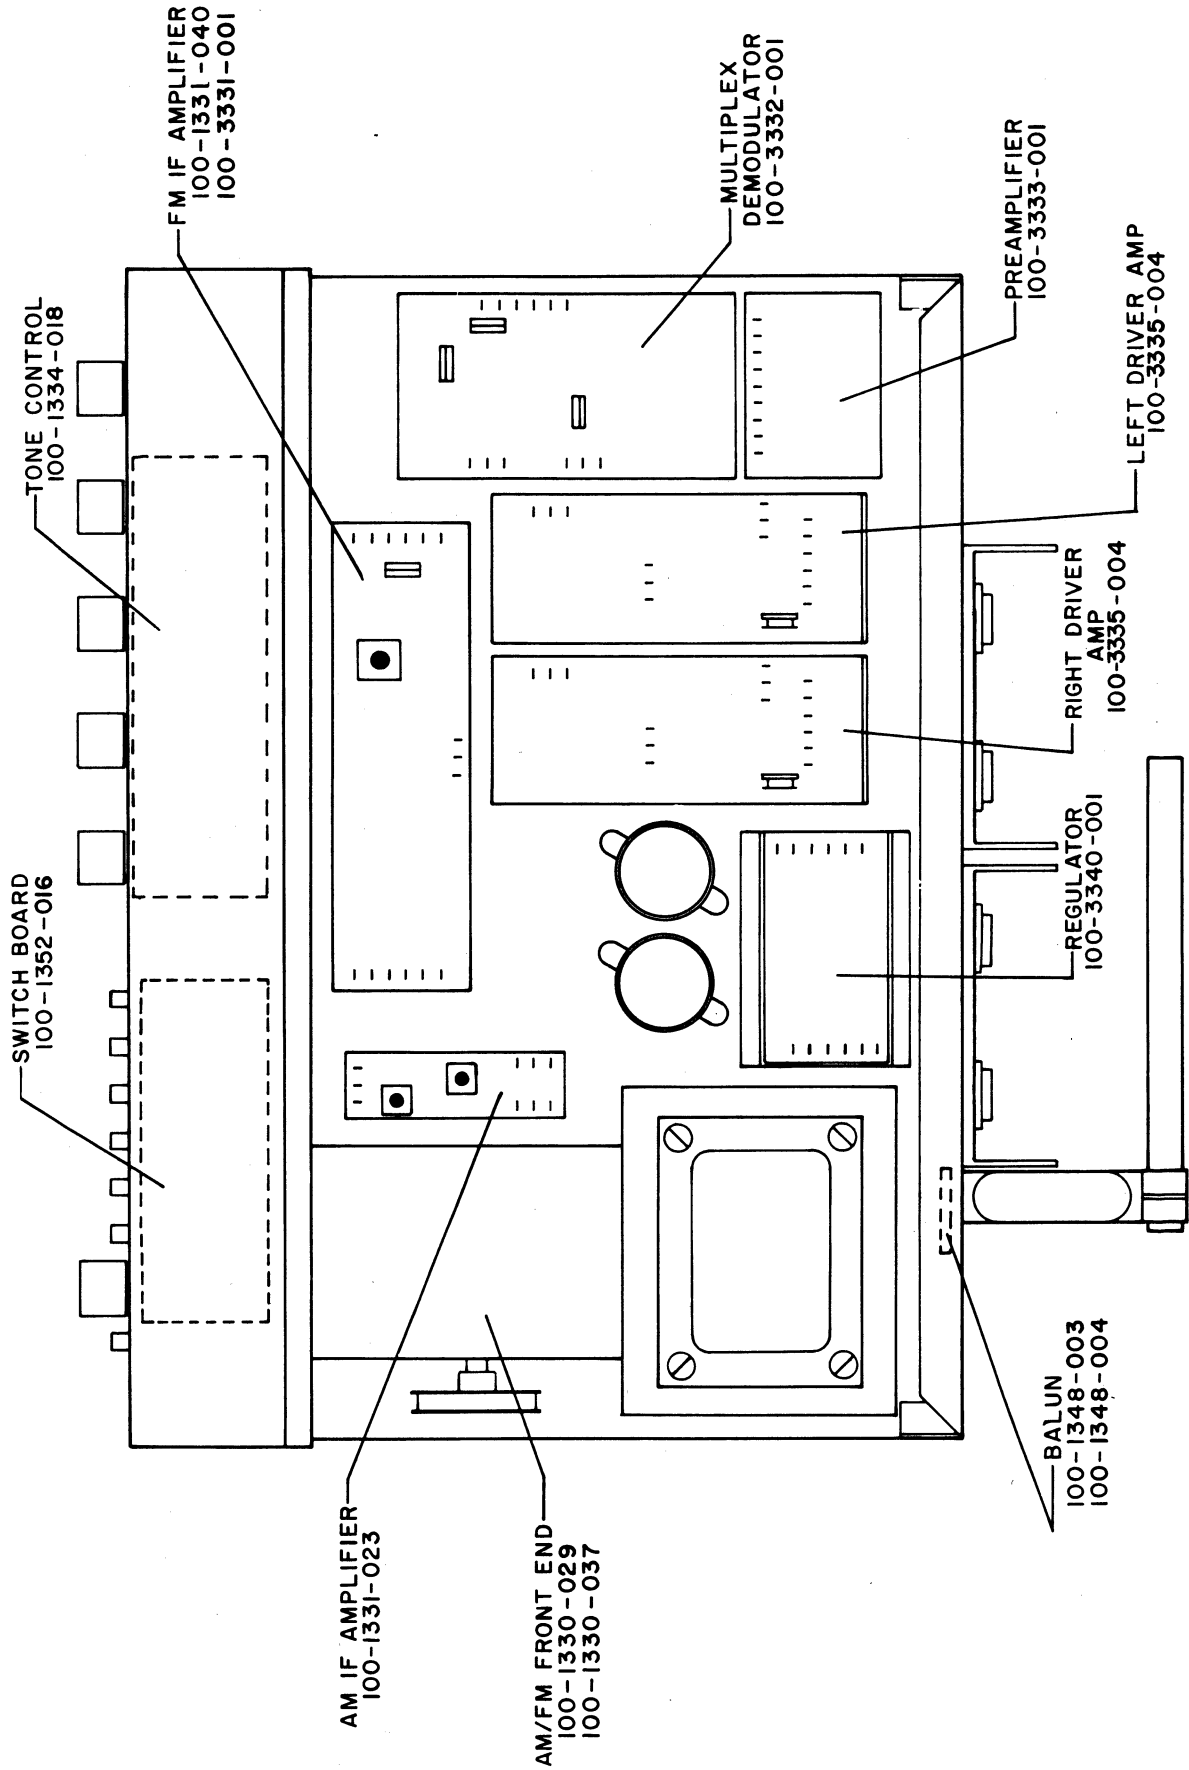 SWITCH BOARD
100-1352-016
TONE CONTROL
100-1334-018
FM IF AMPLIFIER
100-1331-040
100-3331-001
AM IF AMPLIFIER
100-1331-023
AM/FM FRONT END
100-1330-029
100-1330-037
MULTIPLEX
DEMODULATOR
100-3332-001
PREAMPLIFIER
100-3333-001
LEFT DRIVER AMP
100-3335-004
RIGHT DRIVER
AMP
100-3335-004
REGULATOR
100-3340-001
BALUN
100-1348-003
100-1348-004